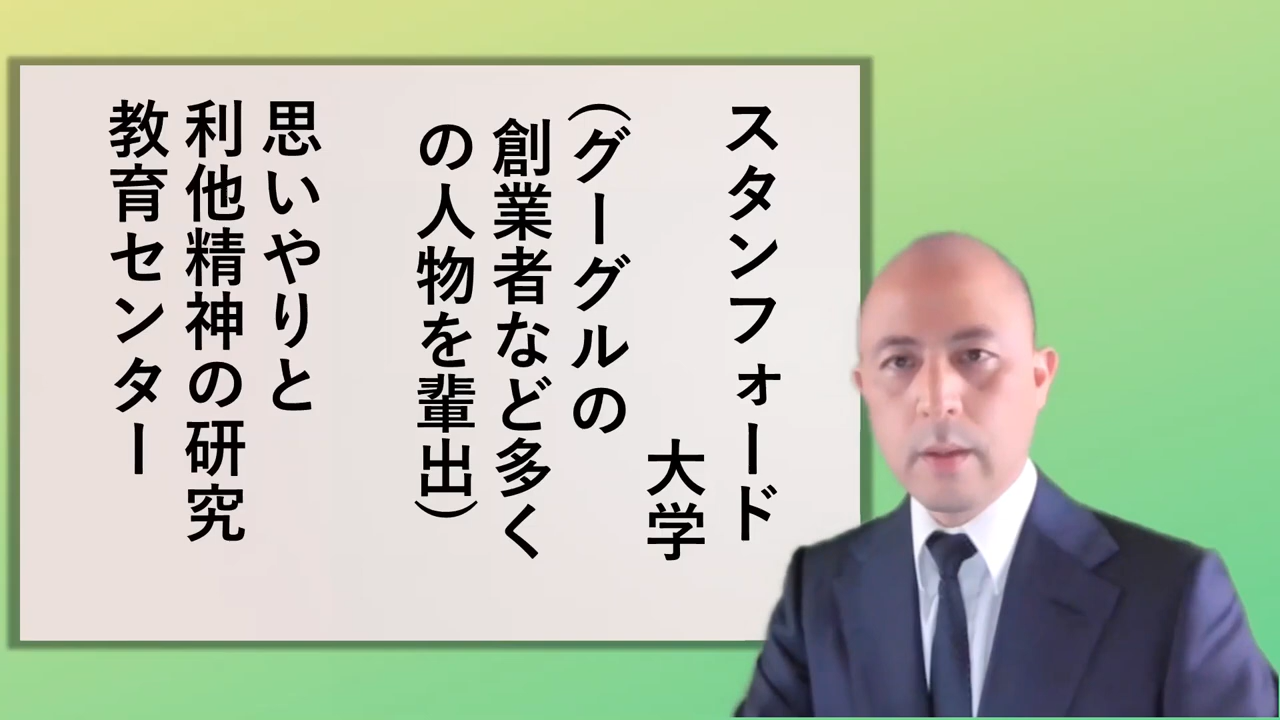 スタンフォード
大学
(グーグルの
創業者など多く
の人物を輩出)
思いやりと
利他精神の研究
教育センター